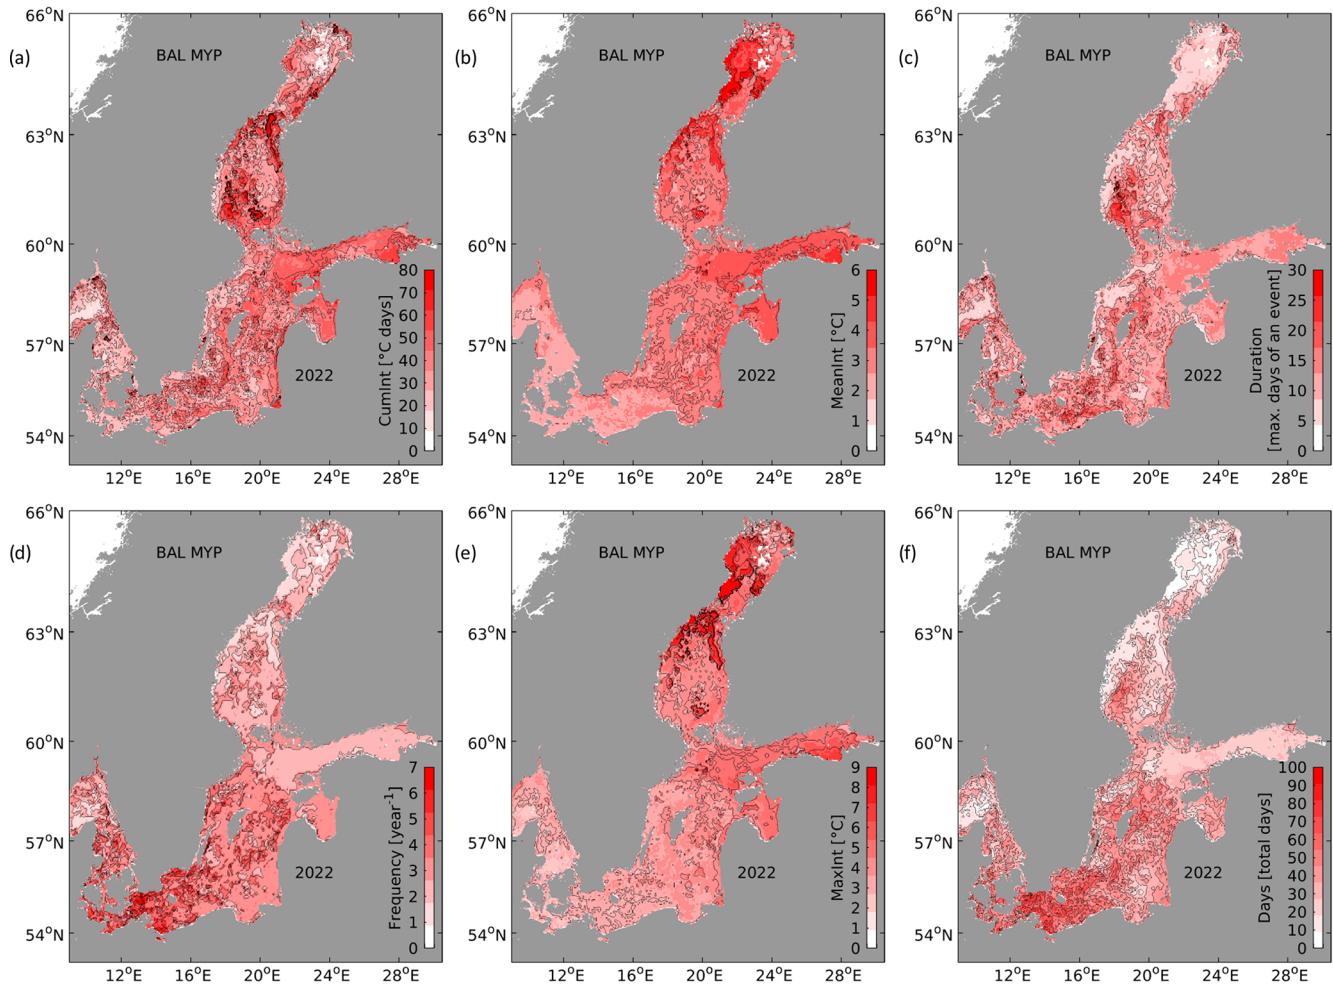 (a)
BAL MYP
2022
66°N
63°N
60°N
57°N
54°N
12°E
16°E
20°E
24°E
28°E
CumInt [°C days]
80
70
60
50
40
30
20
10
0
(b)
BAL MYP
2022
12°E
16°E
20°E
24°E
28°E
66°N
63°N
60°N
57°N
54°N
MeanInt [°C]
6
5
4
3
2
1
0
(c)
BAL MYP
2022
66°N
63°N
60°N
57°N
54°N
12°E
16°E
20°E
24°E
28°E
Duration
[max. days of an event]
30
25
20
15
10
5
0
(d)
BAL MYP
2022
66°N
63°N
60°N
57°N
54°N
12°E
16°E
20°E
24°E
28°E
Frequency [year⁻¹]
7
6
5
4
3
2
1
0
(e)
BAL MYP
2022
66°N
63°N
60°N
57°N
54°N
12°E
16°E
20°E
24°E
28°E
MaxInt [°C]
9
8
7
6
5
4
3
2
1
0
(f)
BAL MYP
2022
66°N
63°N
60°N
57°N
54°N
12°E
16°E
20°E
24°E
28°E
Days [total days]
100
90
80
70
60
50
40
30
20
10
0